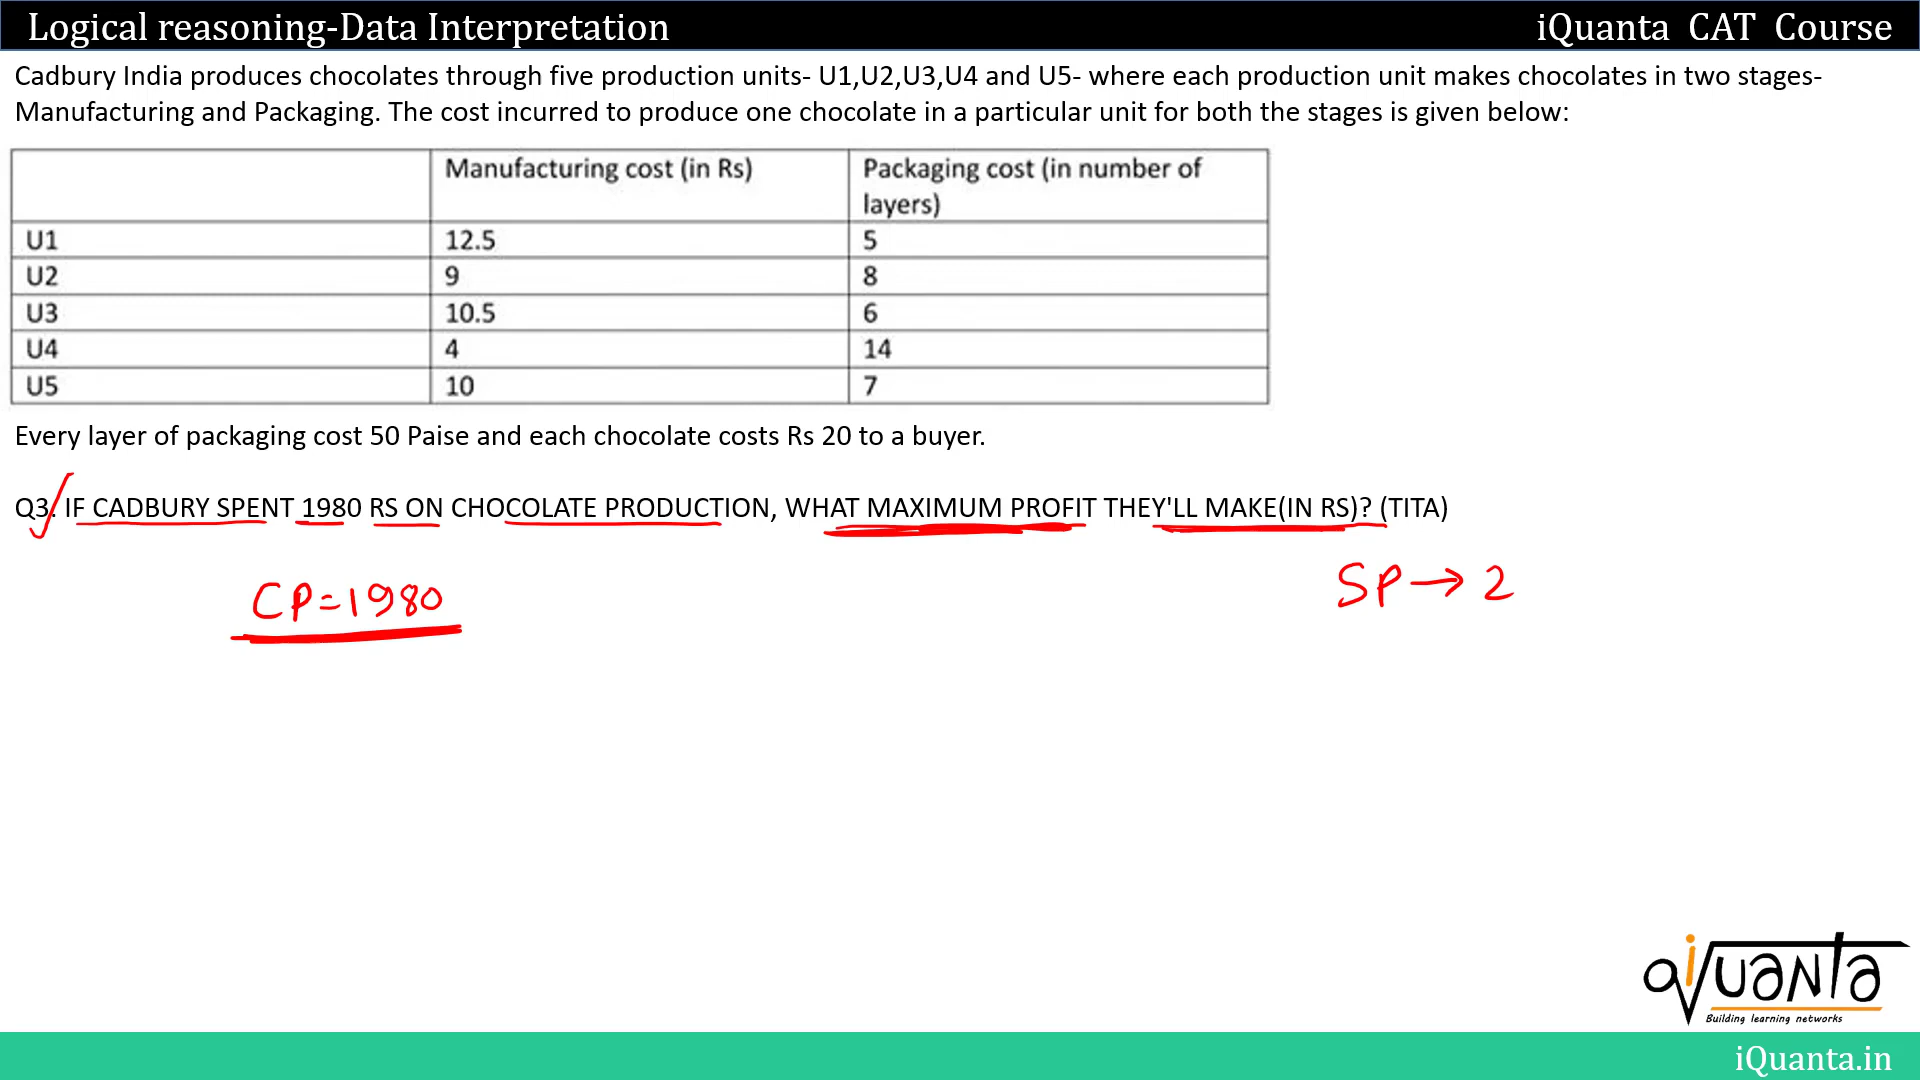 Logical reasoning-Data Interpretation iQuanta CAT Course
Cadbury India produces chocolates through five production units- U1,U2,U3,U4 and U5- where each production unit makes chocolates in two stages-
Manufacturing and Packaging. The cost incurred to produce one chocolate in a particular unit for both the stages is given below:
Manufacturing cost (in Rs) Packaging cost (in number of
layers)
U1 12.5 5
U2 9 8
U3 10.5 6
U4 4 14
U5 10 7
Every layer of packaging cost 50 Paise and each chocolate costs Rs 20 to a buyer.
Q3. IF CADBURY SPENT 1980 RS ON CHOCOLATE PRODUCTION, WHAT MAXIMUM PROFIT THEY'LL MAKE(IN RS)? (TITA)
CP=1980
SP→2
iQuanta
Building learning networks
iQuanta.in